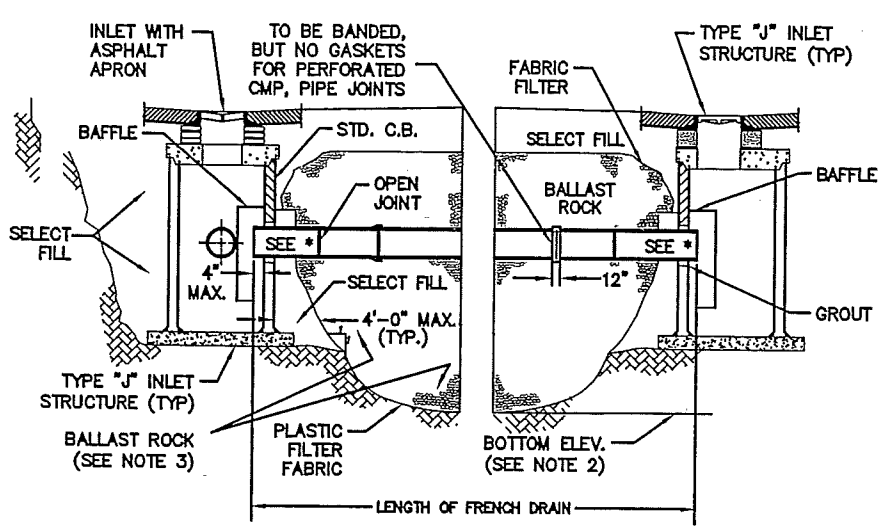 INLET WITH
ASPHALT
APRON
TO BE BANDED,
BUT NO GASKETS
FOR PERFORATED
CMP, PIPE JOINTS
TYPE "J" INLET
STRUCTURE (TYP)
FABRIC
FILTER
BAFFLE
STD. C.B.
SELECT FILL
BAFFLE
OPEN
JOINT
BALLAST
ROCK
SELECT
FILL
SEE *
SEE *
4"
MAX.
SELECT FILL
12"
GROUT
4'-0" MAX.
(TYP.)
TYPE "J" INLET
STRUCTURE (TYP)
BALLAST ROCK
(SEE NOTE 3)
PLASTIC
FILTER
FABRIC
BOTTOM ELEV.
(SEE NOTE 2)
LENGTH OF FRENCH DRAIN